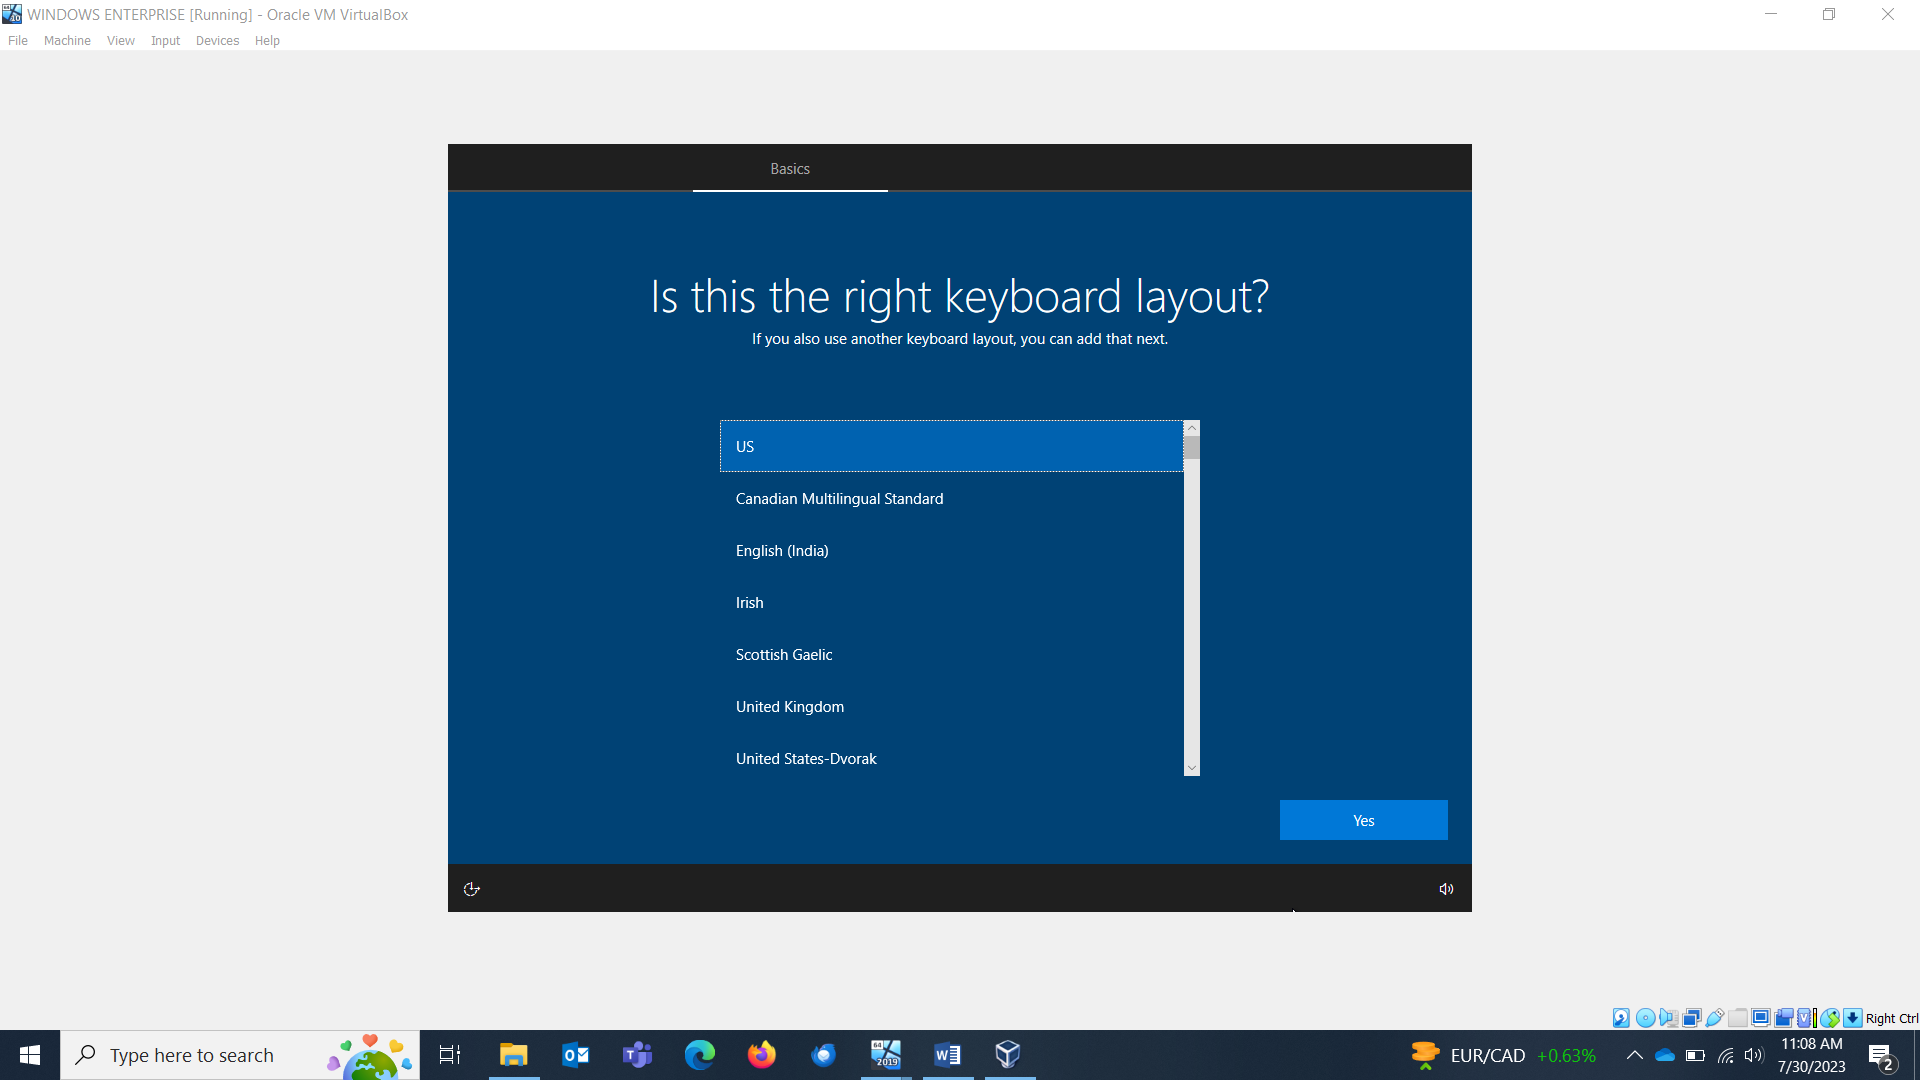 WINDOWS ENTERPRISE [Running] - Oracle VM VirtualBox
File Machine View Input Devices Help
Basics
Is this the right keyboard layout?
If you also use another keyboard layout, you can add that next.
US
Canadian Multilingual Standard
English (India)
Irish
Scottish Gaelic
United Kingdom
United States-Dvorak
Yes
Right Ctrl
Type here to search
2019
EUR/CAD +0.63%
11:08 AM
7/30/2023
2